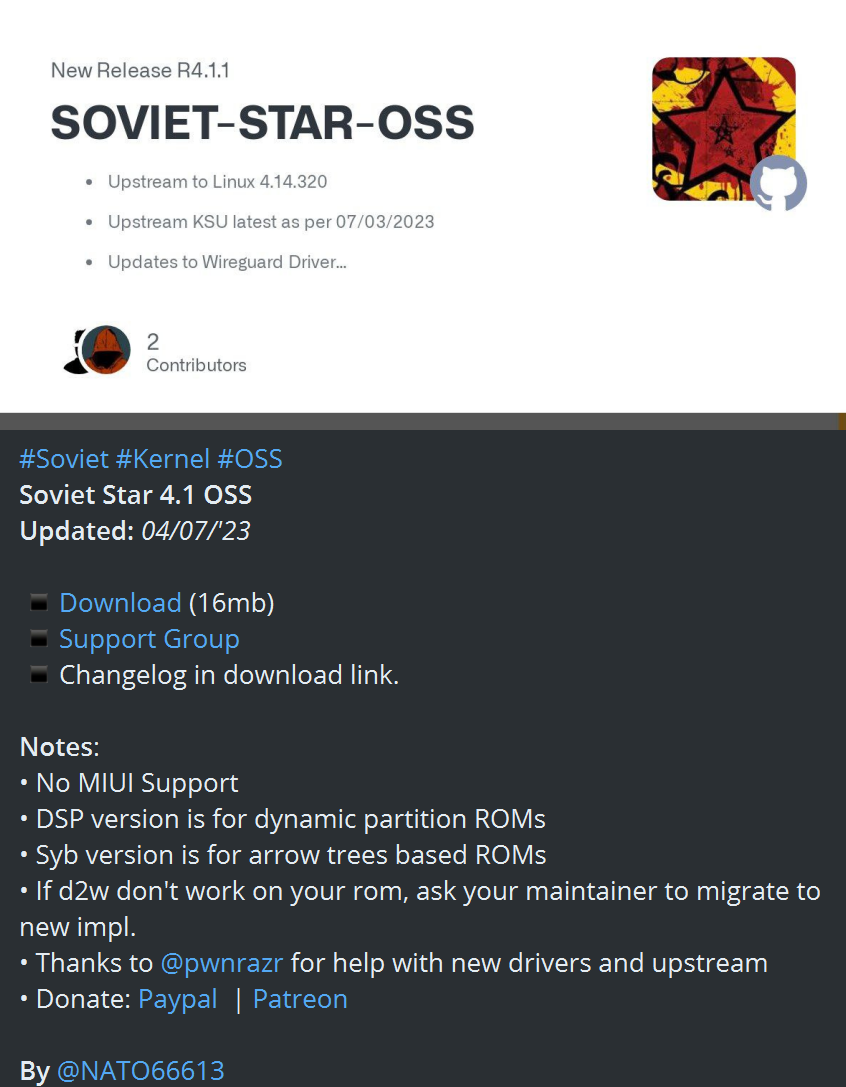 New Release R4.1.1
SOVIET-STAR-OSS
• Upstream to Linux 4.14.320
• Upstream KSU latest as per 07/03/2023
• Updates to Wireguard Driver...
2
Contributors
#Soviet #Kernel #OSS
Soviet Star 4.1 OSS
Updated: 04/07/'23
▪ Download (16mb)
▪ Support Group
▪ Changelog in download link.
Notes:
• No MIUI Support
• DSP version is for dynamic partition ROMs
• Syb version is for arrow trees based ROMs
• If d2w don't work on your rom, ask your maintainer to migrate to
new impl.
• Thanks to @pwnrazr for help with new drivers and upstream
• Donate: Paypal | Patreon
By @NATO66613